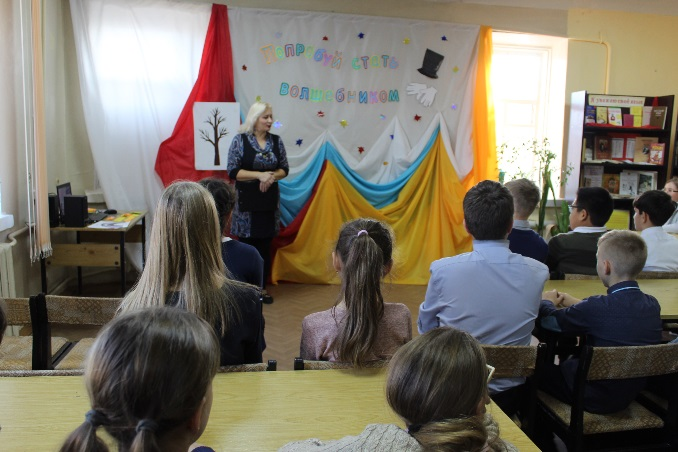 Попробуй стать
волшебником